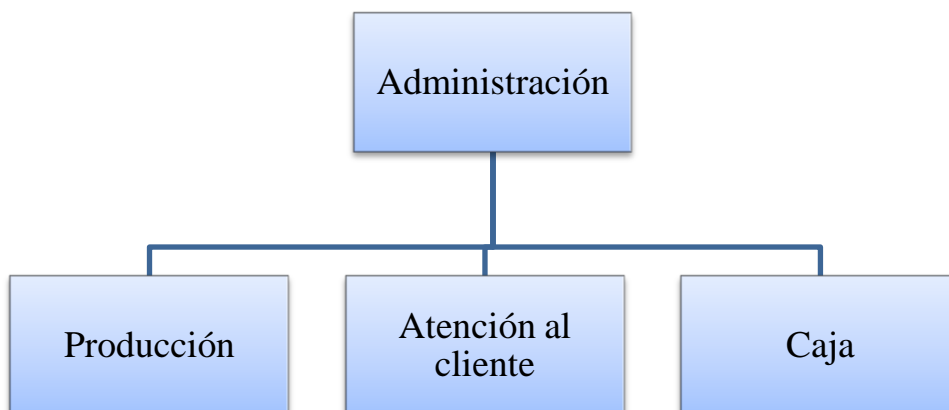 Administración
Producción
Atención al
cliente
Caja